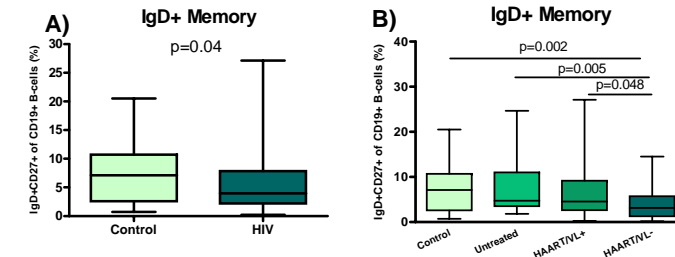 A)
IgD+ Memory
p=0.04
IgD+CD27+ of CD19+ B-cells (%)
30
25
20
15
10
5
0
Control
HIV
B)
IgD+ Memory
p=0.002
p=0.005
p=0.048
IgD+CD27+ of CD19+ B-cells (%)
40
30
20
10
0
Control
Untreated
HAART/VL+
HAART/VL-